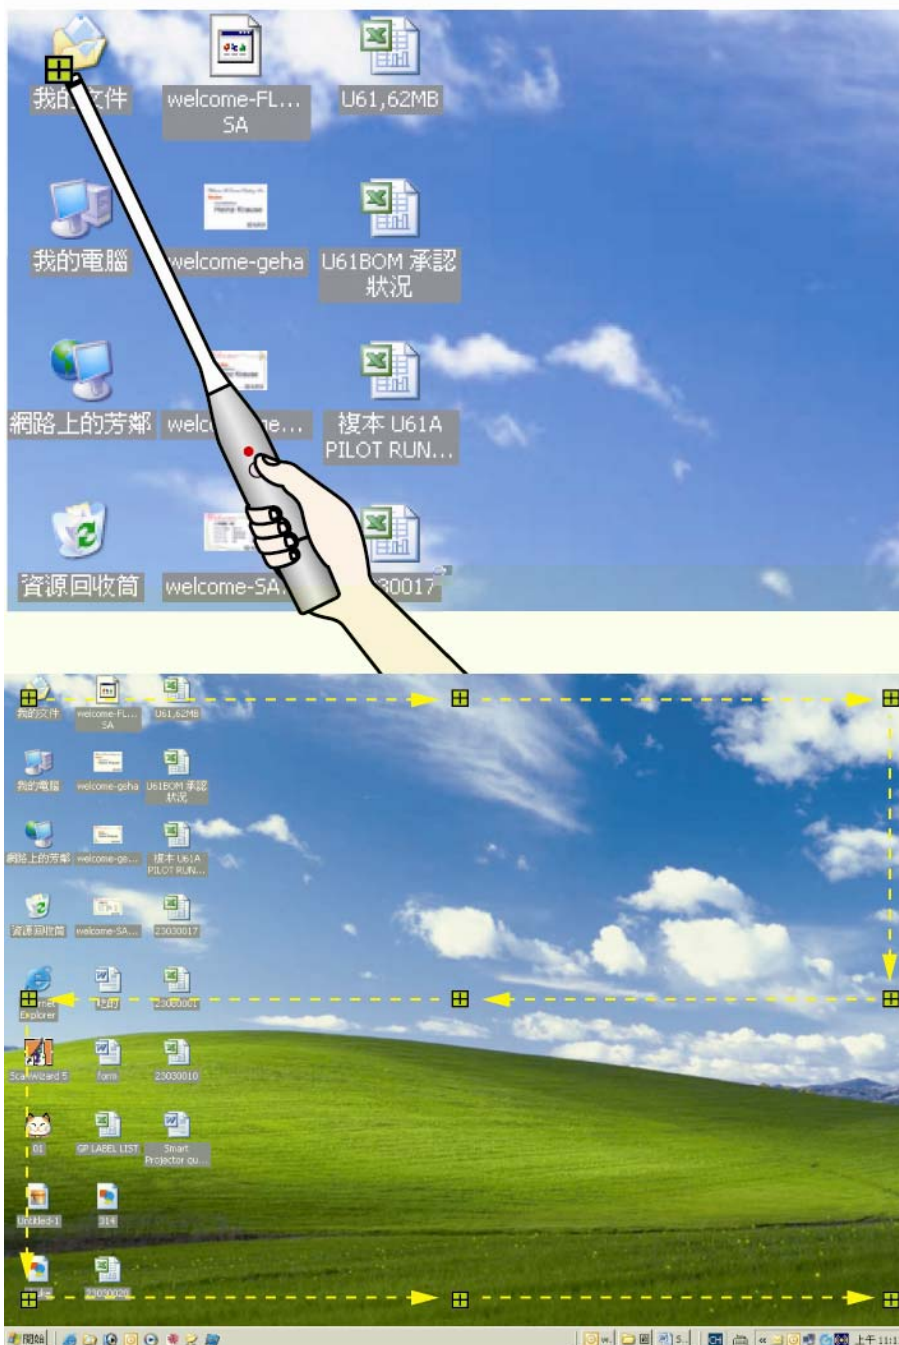 我的文件
welcome-FL...
SA
U61,62MB
我的電腦
welcome-geha
U61BOM 承認
狀況
網路上的芳鄰
複本 U61A
PILOT RUN...
資源回收筒
welcome-SA...
30017
我的文件
welcome-FL...
SA
U61,62MB
我的電腦
welcome-geha
U61BOM 承認
狀況
網路上的芳鄰
welcome-ge...
複本 U61A
PILOT RUN...
資源回收筒
welcome-SA...
23030017
Explorer
ScanWizard 5
form
23030010
01
GP LABEL LIST
Smart
Projector qu...
Untitled-1
314
23030020
開始
w..
S..
CH
上午 11:1